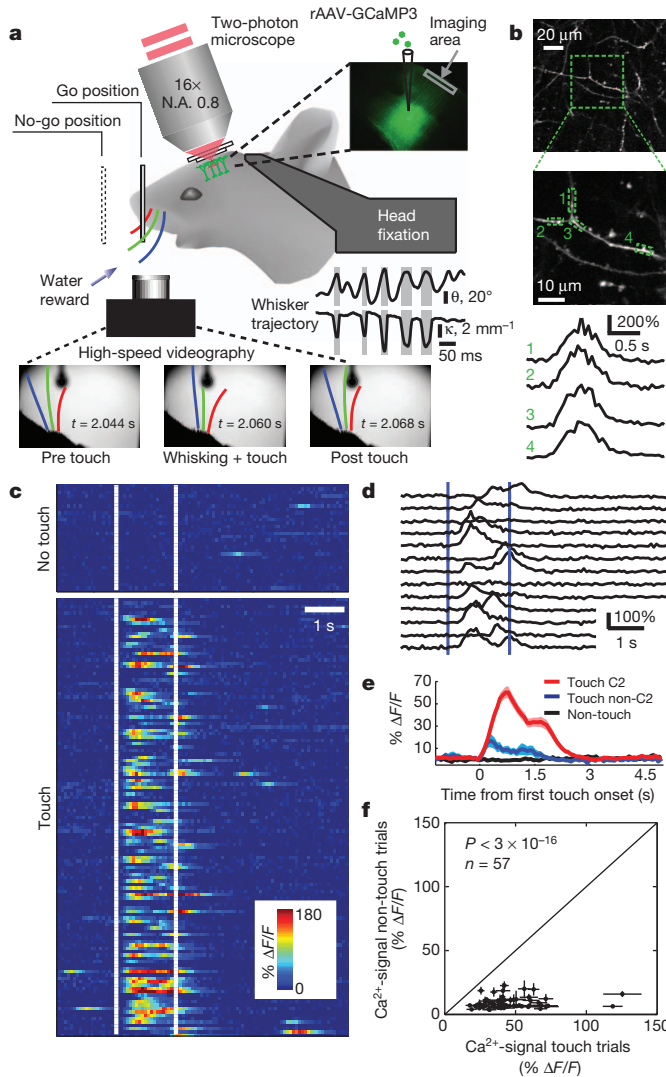 a
Two-photon
microscope
rAAV-GCaMP3
Imaging
area
16×
N.A. 0.8
Go position
No-go position
Head
fixation
Water
reward
Whisker
trajectory
θ, 20°
κ, 2 mm⁻¹
50 ms
High-speed videography
t = 2.044 s
t = 2.060 s
t = 2.068 s
Pre touch
Whisking + touch
Post touch
b
20 μm
1
2
3
4
10 μm
200%
0.5 s
1
2
3
4
c
No touch
Touch
1 s
% ΔF/F
180
0
d
100%
1 s
e
% ΔF/F
70
50
30
10
Touch C2
Touch non-C2
Non-touch
0
1.5
3
4.5
Time from first touch onset (s)
f
Ca²⁺-signal non-touch trials
(% ΔF/F)
150
100
50
0
P < 3 × 10⁻¹⁶
n = 57
0
50
100
150
Ca²⁺-signal touch trials
(% ΔF/F)